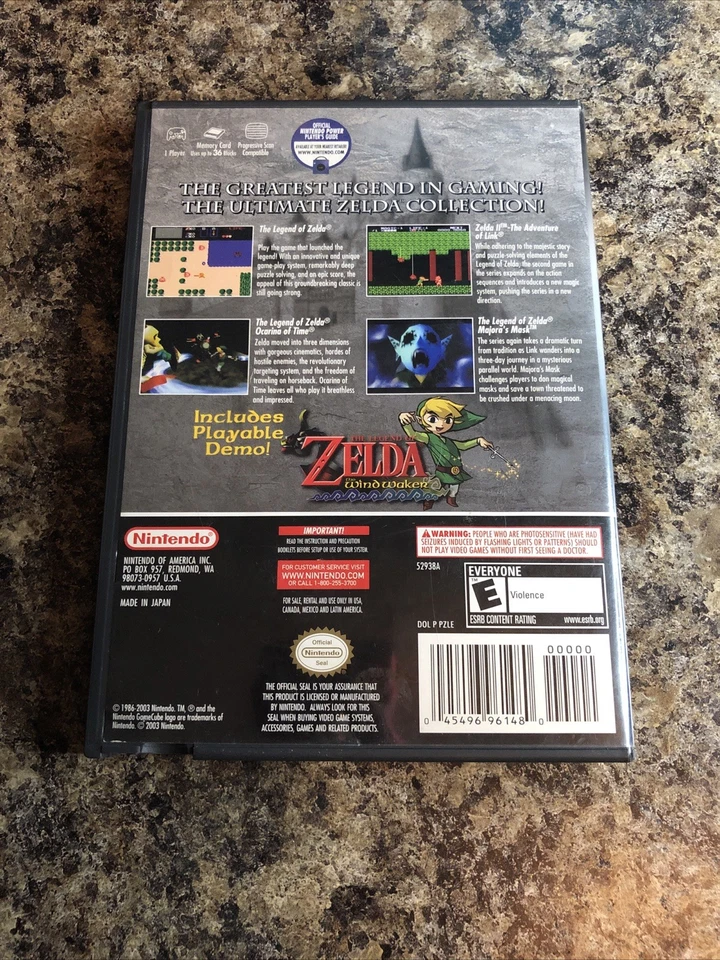 1 Player
Memory Card
Uses up to 36 Blocks
Progressive Scan
Compatible
OFFICIAL
NINTENDO POWER
PLAYER'S GUIDE
AVAILABLE AT YOUR NEAREST RETAILER!
WWW.NINTENDO.COM
THE GREATEST LEGEND IN GAMING!
THE ULTIMATE ZELDA COLLECTION!
The Legend of Zelda®
Play the game that launched the
legend! With an innovative and unique
game-play system, remarkably deep
puzzle solving, and an epic score, the
appeal of this groundbreaking classic is
still going strong.
Zelda II™-The Adventure
of Link®
While adhering to the majestic story
and puzzle-solving elements of the
Legend of Zelda, the second game in
the series expands on the action
sequences and introduces a new magic
system, pushing the series in a new
direction.
The Legend of Zelda®
Ocarina of Time®
Zelda moved into three dimensions
with gorgeous cinematics, hordes of
hostile enemies, the revolutionary
targeting system, and the freedom of
traveling on horseback. Ocarina of
Time leaves all who play it breathless
and impressed.
The Legend of Zelda®
Majora's Mask™
The series again takes a dramatic turn
from tradition as Link wanders into a
three-day journey in a mysterious
parallel world. Majora's Mask
challenges players to don magical
masks and save a town threatened to
be crushed under a menacing moon.
Includes
Playable
Demo!
THE LEGEND OF
ZELDA
The Wind Waker
Nintendo®
NINTENDO OF AMERICA INC.
PO BOX 957, REDMOND, WA
98073-0957 U.S.A.
www.nintendo.com
MADE IN JAPAN
IMPORTANT!
READ THE INSTRUCTION AND PRECAUTION
BOOKLETS BEFORE SETUP OR USE OF YOUR SYSTEM.
FOR CUSTOMER SERVICE VISIT
WWW.NINTENDO.COM
OR CALL 1-800-255-3700
FOR SALE, RENTAL AND USE ONLY IN USA,
CANADA, MEXICO AND LATIN AMERICA.
Official
Nintendo
Seal
THE OFFICIAL SEAL IS YOUR ASSURANCE THAT
THIS PRODUCT IS LICENSED OR MANUFACTURED
BY NINTENDO. ALWAYS LOOK FOR THIS
SEAL WHEN BUYING VIDEO GAME SYSTEMS,
ACCESSORIES, GAMES AND RELATED PRODUCTS.
WARNING: PEOPLE WHO ARE PHOTOSENSITIVE (HAVE HAD
SEIZURES INDUCED BY FLASHING LIGHTS OR PATTERNS) SHOULD
NOT PLAY VIDEO GAMES WITHOUT FIRST SEEING A DOCTOR.
52938A
EVERYONE
E
Violence
ESRB CONTENT RATING www.esrb.org
DOL P PZLE
00000
0 45496 96148 0
© 1986-2003 Nintendo. TM, ® and the
Nintendo GameCube logo are trademarks of
Nintendo. © 2003 Nintendo.